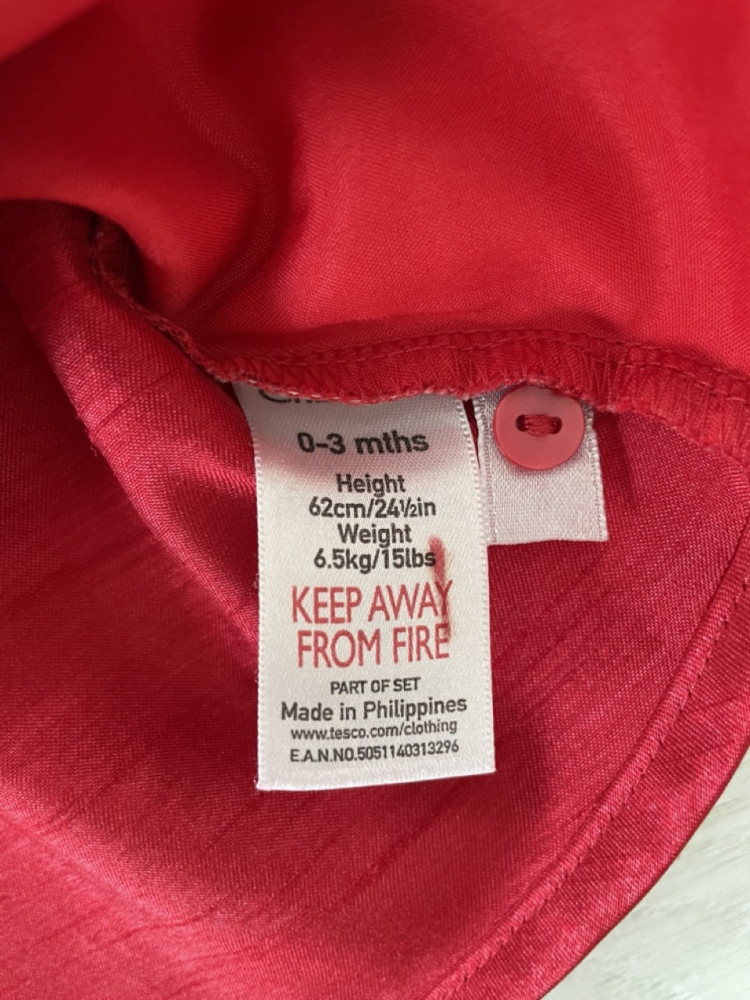 0-3 mths
Height
62cm/24½in
Weight
6.5kg/15lbs
KEEP AWAY
FROM FIRE
PART OF SET
Made in Philippines
www.tesco.com/clothing
E.A.N.NO.5051140313296